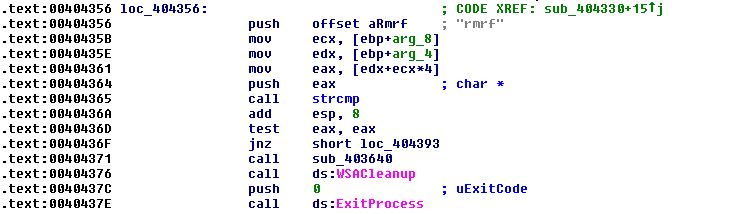 .text:00404356 loc_404356: ; CODE XREF: sub_404330+15↑j
.text:00404356 push offset aRmrf ; "rmrf"
.text:0040435B mov ecx, [ebp+arg_8]
.text:0040435E mov edx, [ebp+arg_4]
.text:00404361 mov eax, [edx+ecx*4]
.text:00404364 push eax ; char *
.text:00404365 call strcmp
.text:0040436A add esp, 8
.text:0040436D test eax, eax
.text:0040436F jnz short loc_404393
.text:00404371 call sub_403640
.text:00404376 call ds:WSACleanup
.text:0040437C push 0 ; uExitCode
.text:0040437E call ds:ExitProcess